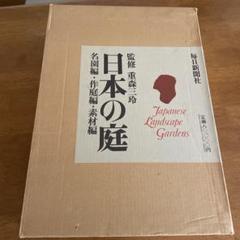 毎日新聞社
監修 重森三玲
日本の庭
名園編・作庭編・素材編
Japanese
Landscape
Gardens